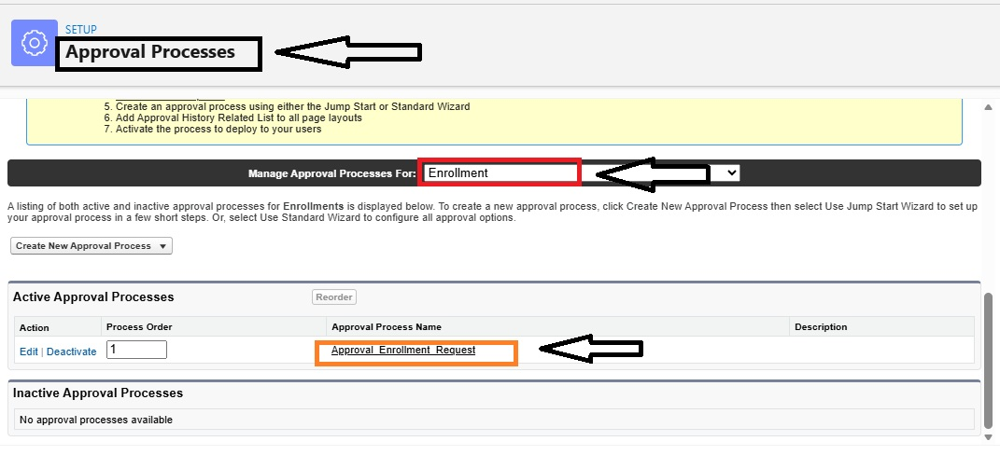 SETUP
Approval Processes
5. Create an approval process using either the Jump Start or Standard Wizard
6. Add Approval History Related List to all page layouts
7. Activate the process to deploy to your users
Manage Approval Processes For: Enrollment
A listing of both active and inactive approval processes for Enrollments is displayed below. To create a new approval process, click Create New Approval Process then select Use Jump Start Wizard to set up
your approval process in a few short steps. Or, select Use Standard Wizard to configure all approval options.
Create New Approval Process
Active Approval Processes Reorder
Action Process Order Approval Process Name Description
Edit | Deactivate 1 Approval_Enrollment_Request
Inactive Approval Processes
No approval processes available